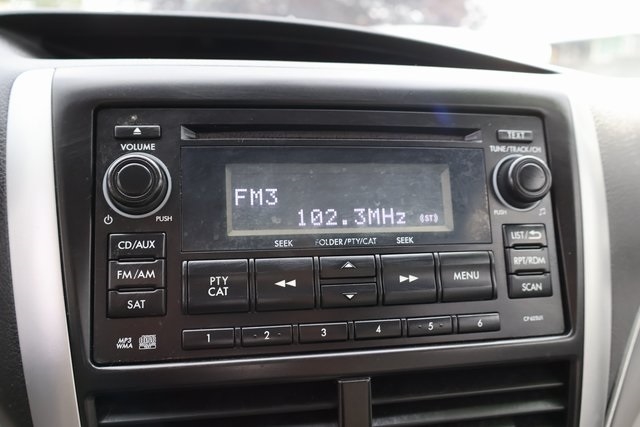 VOLUME
TEXT
TUNE/TRACK/CH
FM3
102.3MHz ((ST))
PUSH
PUSH
SEEK FOLDER/PTY/CAT SEEK
CD/AUX
FM/AM
SAT
PTY
CAT
MENU
LIST/
RPT/RDM
SCAN
MP3
WMA
1 2 3 4 5 6